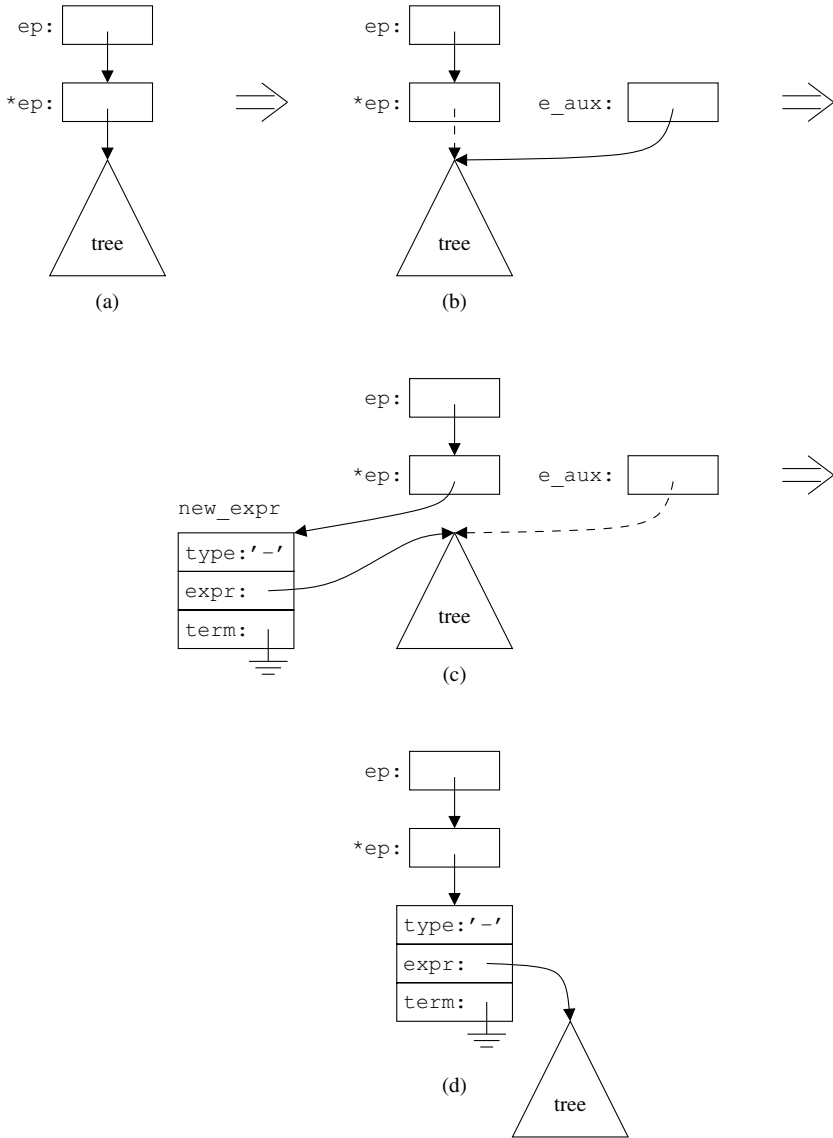 ep:
ep:
*ep:
*ep:
e_aux:
tree
tree
(a)
(b)
ep:
*ep:
e_aux:
new_expr
type:'-'
expr:
term:
tree
(c)
ep:
*ep:
type:'-'
expr:
term:
(d)
tree